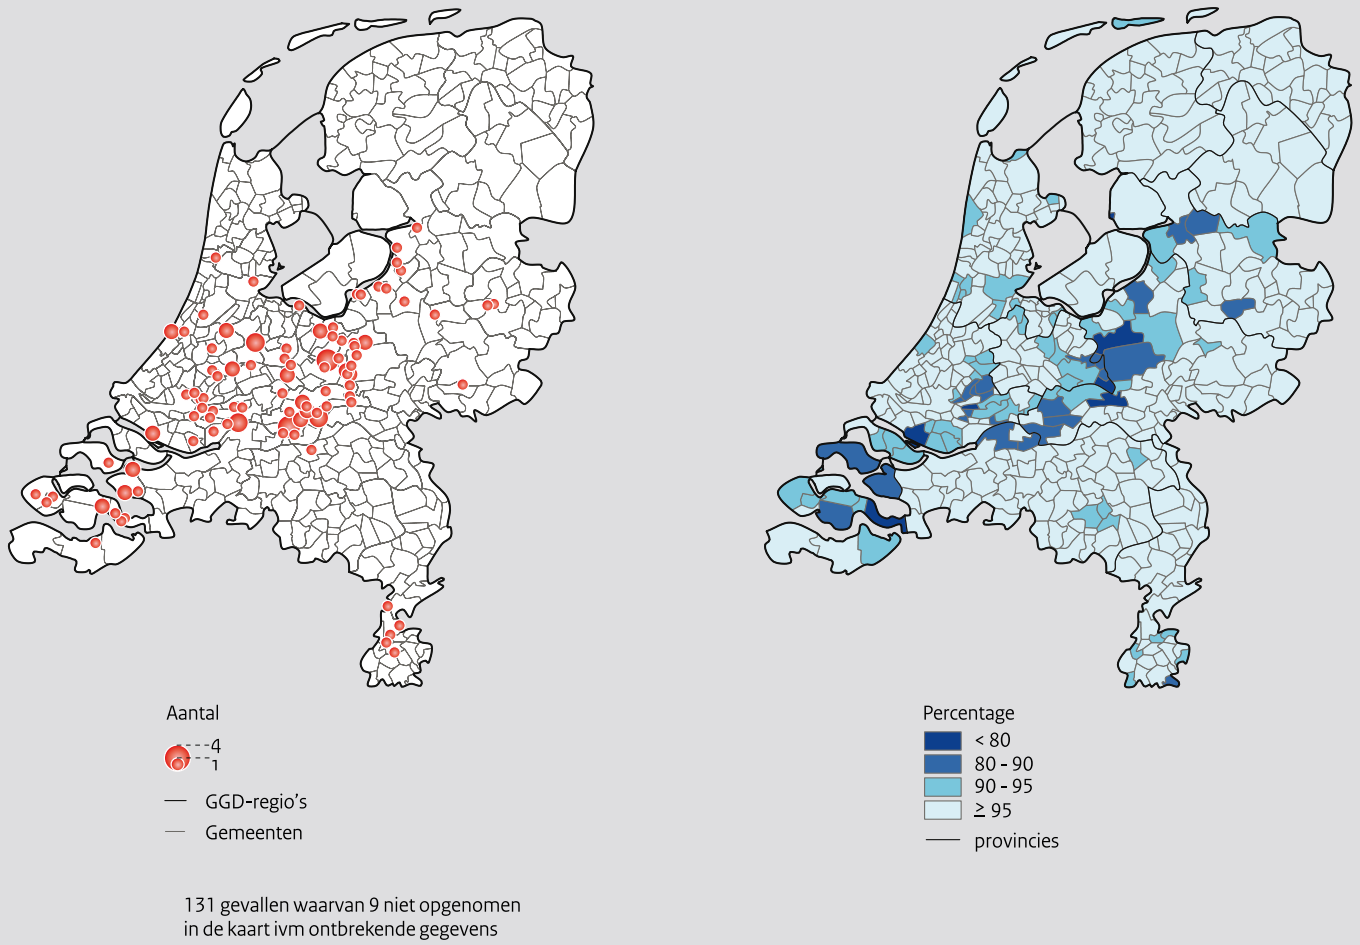 Aantal
4
1
GGD-regio's
Gemeenten
131 gevallen waarvan 9 niet opgenomen
in de kaart ivm ontbrekende gegevens
Percentage
< 80
80 - 90
90 - 95
≥ 95
provincies